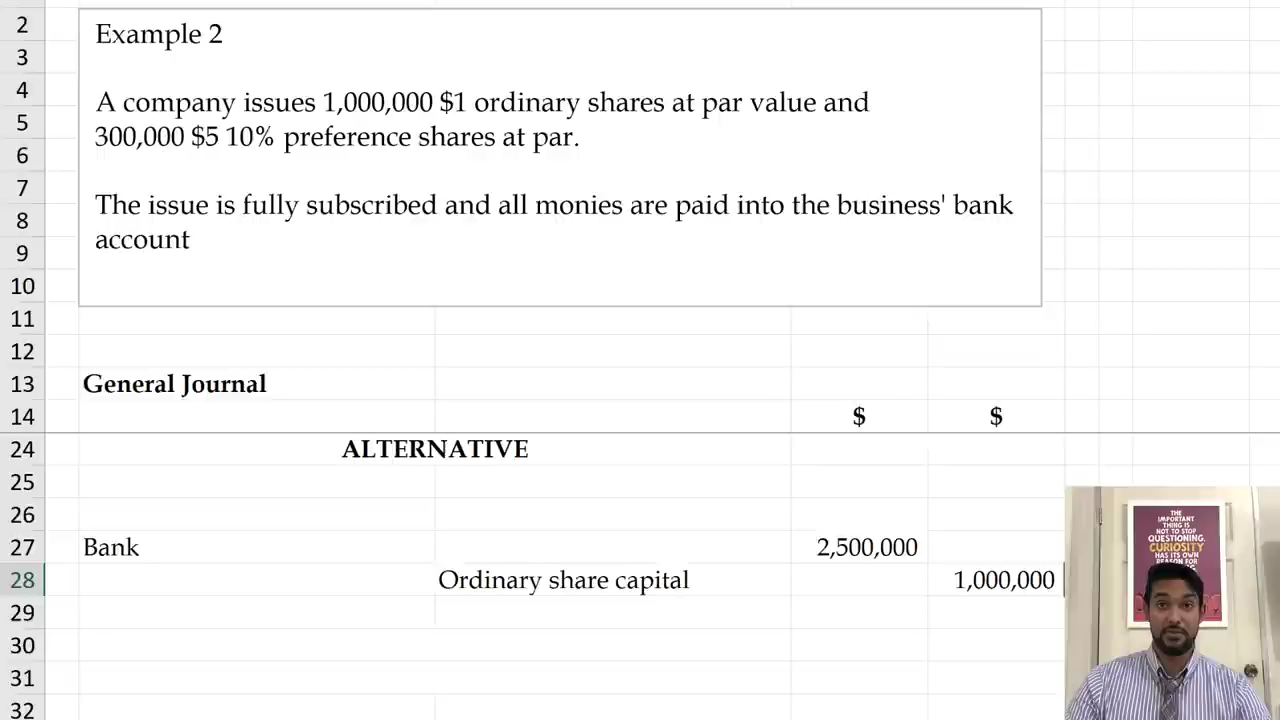 2
Example 2
3
4
A company issues 1,000,000 $1 ordinary shares at par value and
5
300,000 $5 10% preference shares at par.
6
7
The issue is fully subscribed and all monies are paid into the business' bank
8
account
9
10
11
12
13 General Journal
14 $ $
24 ALTERNATIVE
25
26
27 Bank 2,500,000
28 Ordinary share capital 1,000,000
29
30
31
32
THE
IMPORTANT
THING IS
NOT TO STOP
QUESTIONING.
CURIOSITY
HAS ITS OWN
REASON FOR